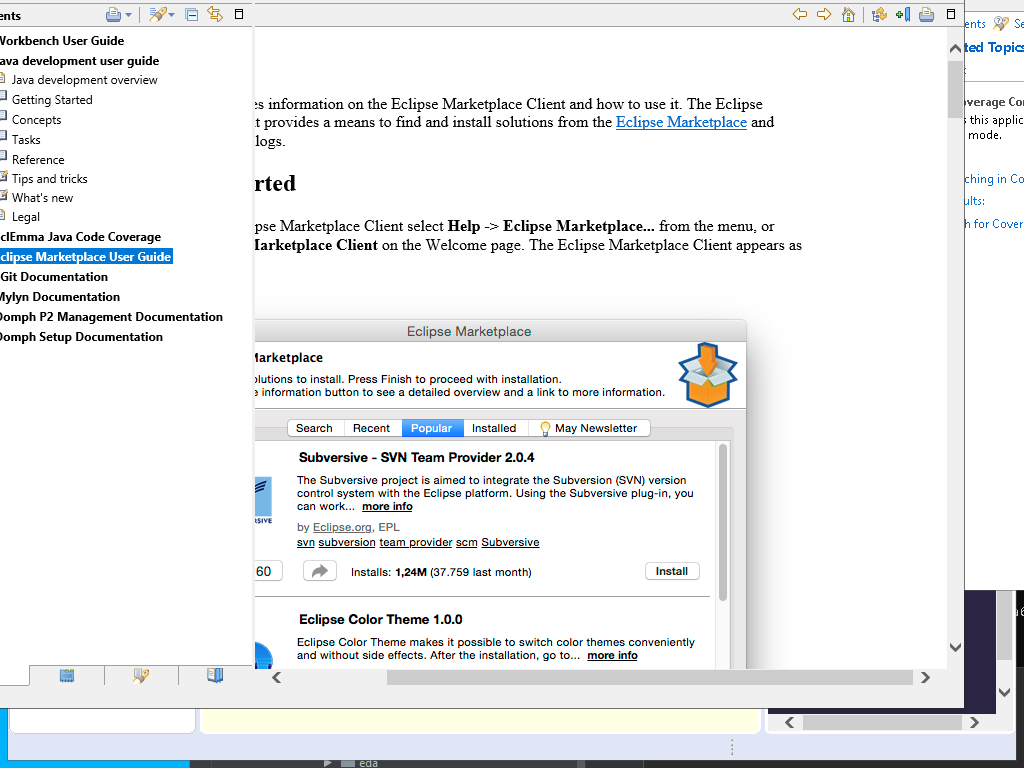 ents
Workbench User Guide
ava development user guide
Java development overview
Getting Started
Concepts
Tasks
Reference
Tips and tricks
What's new
Legal
clEmma Java Code Coverage
clipse Marketplace User Guide
Git Documentation
Mylyn Documentation
Oomph P2 Management Documentation
Oomph Setup Documentation
es information on the Eclipse Marketplace Client and how to use it. The Eclipse
t provides a means to find and install solutions from the Eclipse Marketplace and
logs.
rted
pse Marketplace Client select Help -> Eclipse Marketplace... from the menu, or
Marketplace Client on the Welcome page. The Eclipse Marketplace Client appears as
Eclipse Marketplace
Marketplace
olutions to install. Press Finish to proceed with installation.
e information button to see a detailed overview and a link to more information.
Search Recent Popular Installed May Newsletter
Subversive - SVN Team Provider 2.0.4
The Subversive project is aimed to integrate the Subversion (SVN) version
control system with the Eclipse platform. Using the Subversive plug-in, you
can work... more info
by Eclipse.org, EPL
svn subversion team provider scm Subversive
60 Installs: 1,24M (37.759 last month) Install
Eclipse Color Theme 1.0.0
Eclipse Color Theme makes it possible to switch color themes conveniently
and without side effects. After the installation, go to... more info
ents Se
ted Topics
verage Co
s this applic
mode.
ching in Co
ults:
h for Cover
eda